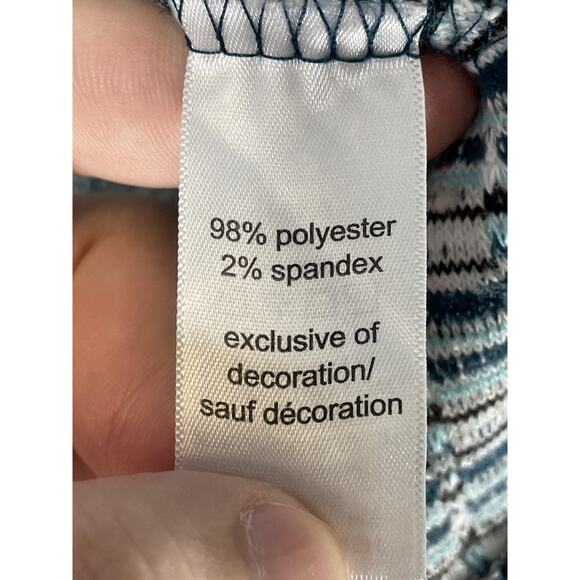 98% polyester
2% spandex
exclusive of
decoration/
sauf décoration